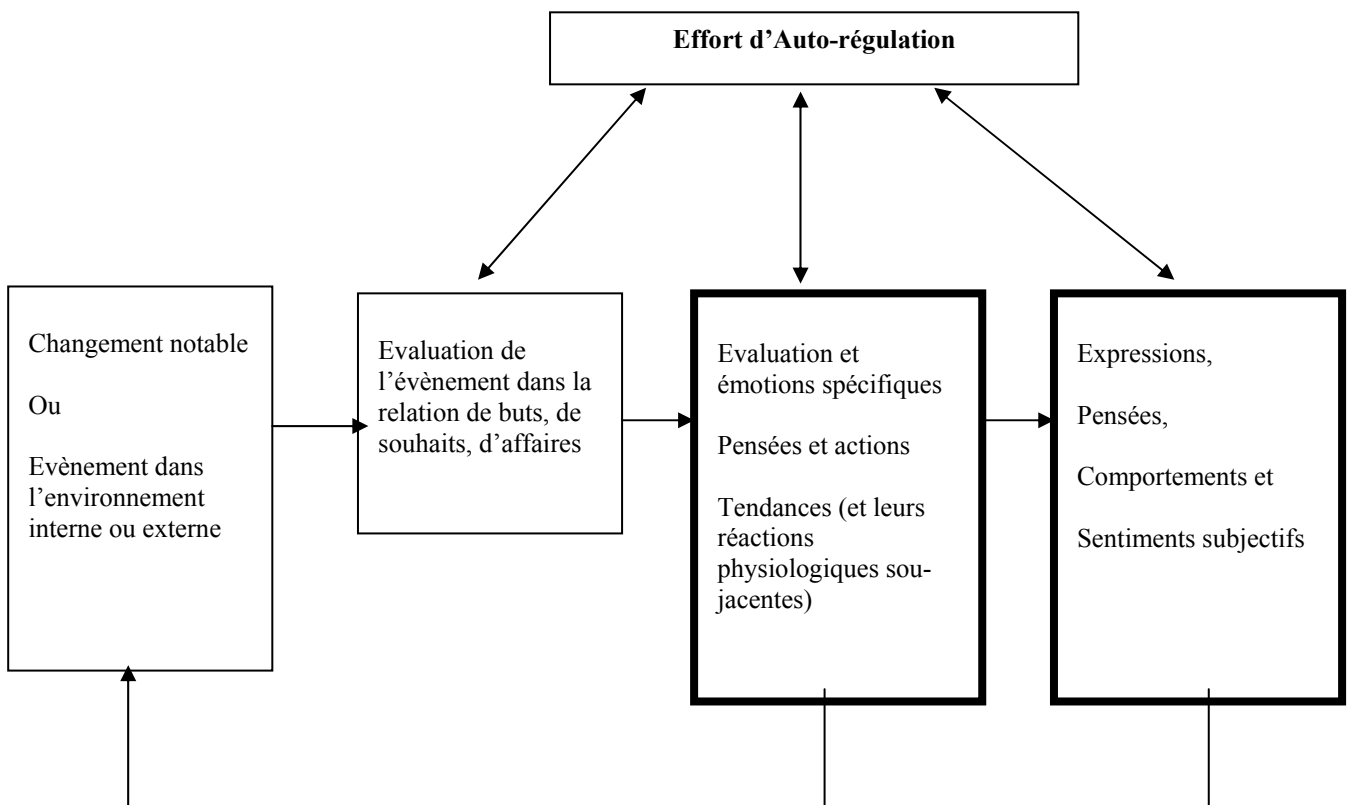 Effort d’Auto-régulation
Changement notable
Ou
Evènement dans
l’environnement
interne ou externe
Evaluation de
l’évènement dans la
relation de buts, de
souhaits, d’affaires
Evaluation et
émotions spécifiques
Pensées et actions
Tendances (et leurs
réactions
physiologiques sou-
jacentes)
Expressions,
Pensées,
Comportements et
Sentiments subjectifs